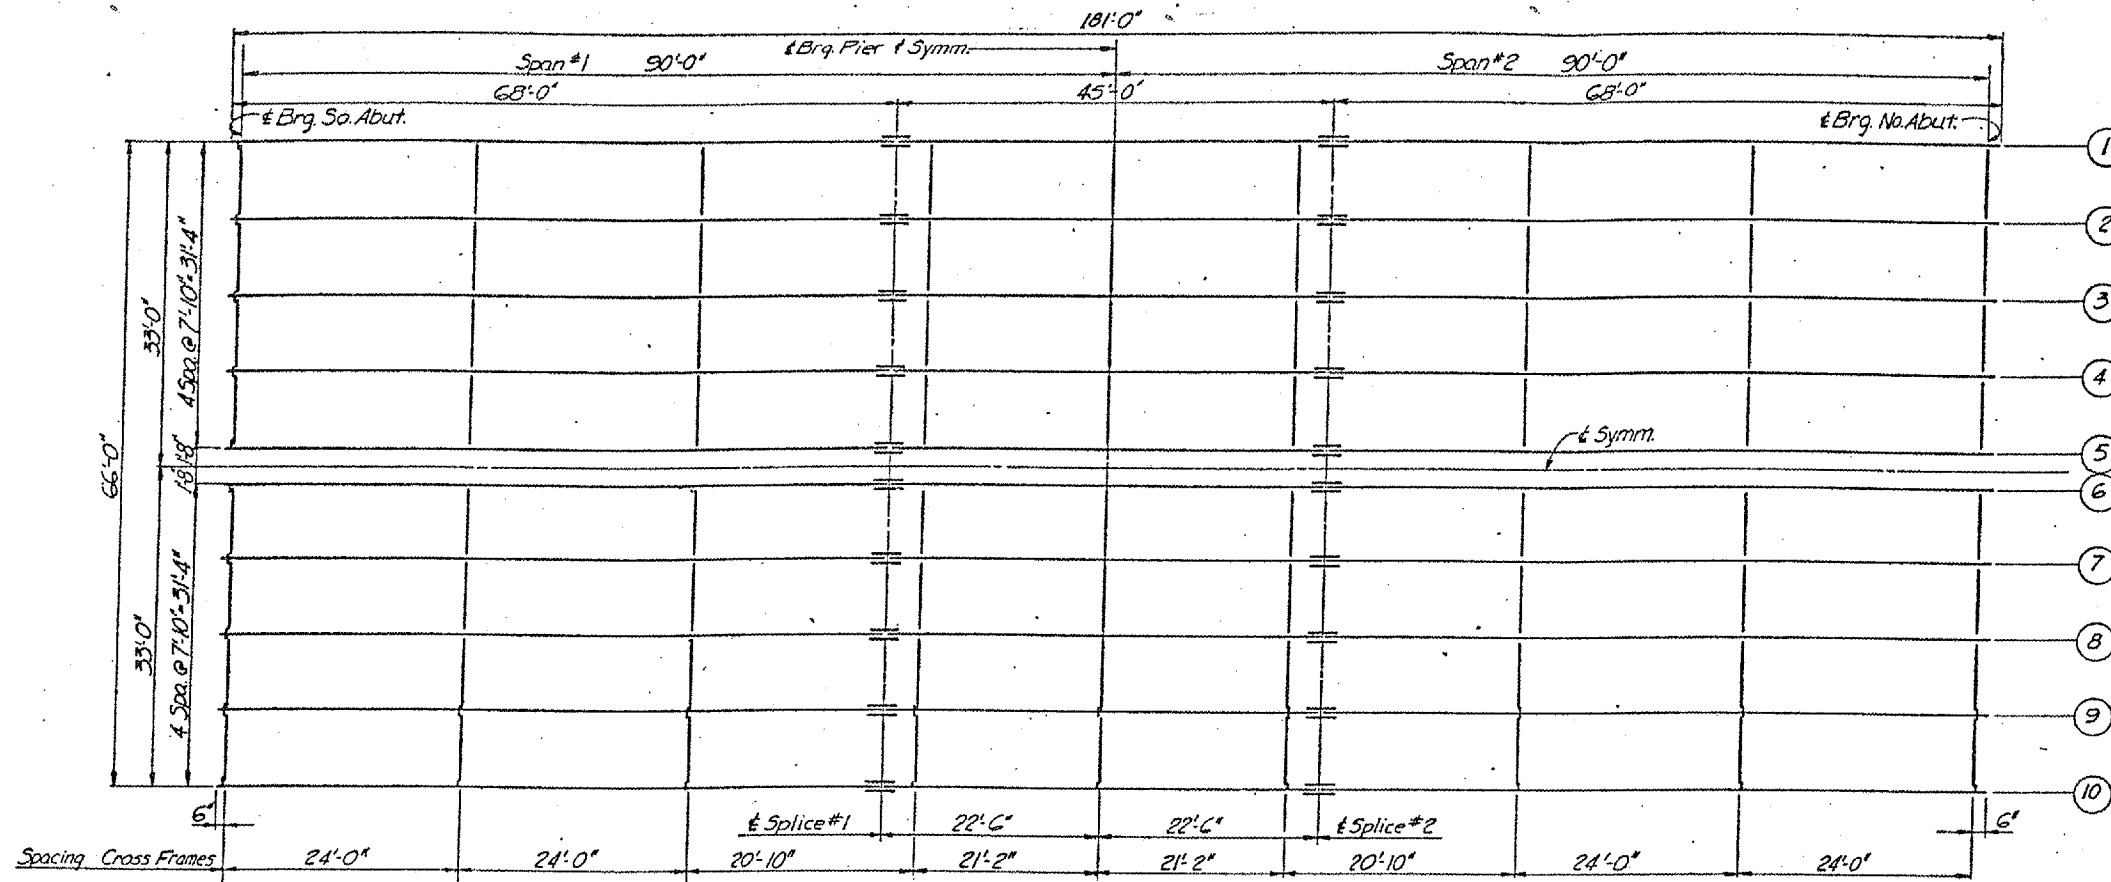 181'-0"
℄ Brg. Pier & Symm.
Span #1 90'-0"
Span #2 90'-0"
68'-0"
45'-0"
68'-0"
℄ Brg. So. Abut.
℄ Brg. No. Abut.
1
2
3
4
5
6
7
8
9
10
66'-0"
33'-0"
33'-0"
4 Spa. @ 7'-10" = 31'-4"
1'-8" 1'-8"
4 Spa. @ 7'-10" = 31'-4"
℄ Symm.
6"
℄ Splice #1
22'-6"
22'-6"
℄ Splice #2
6"
Spacing Cross Frames
24'-0"
24'-0"
20'-10"
21'-2"
21'-2"
20'-10"
24'-0"
24'-0"